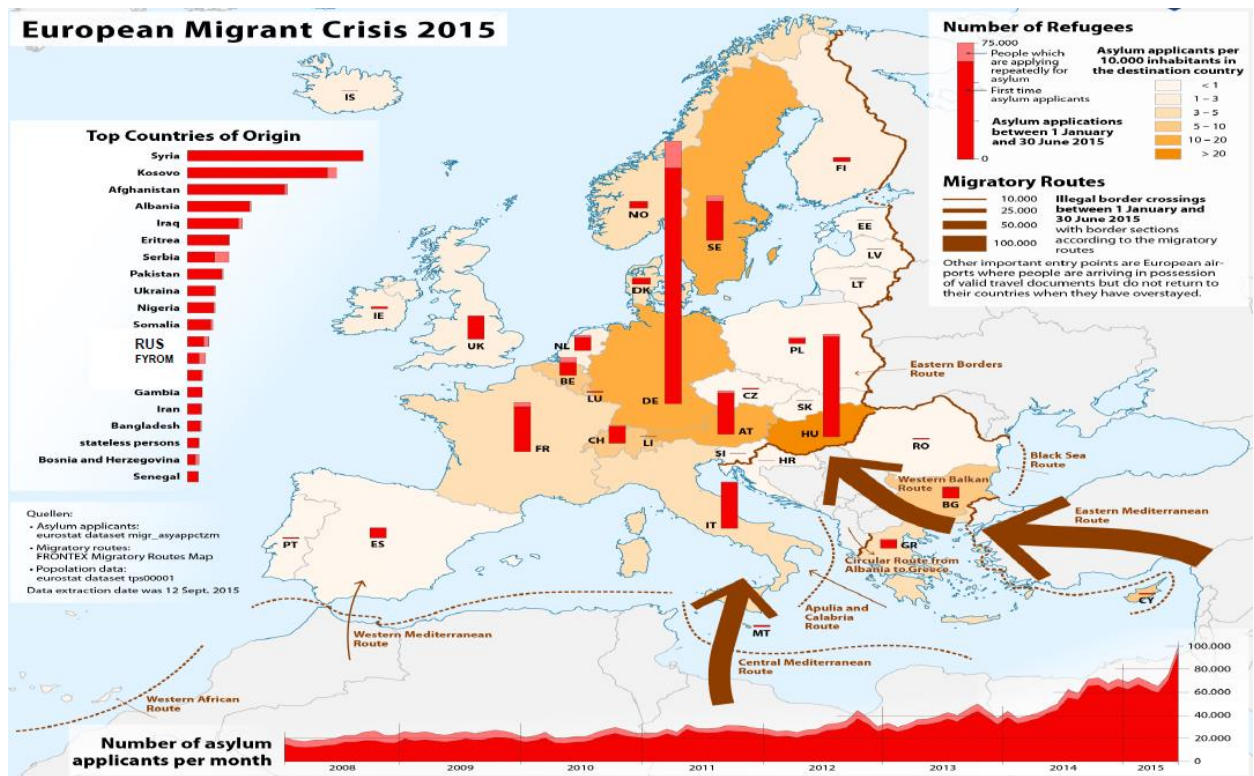 European Migrant Crisis 2015
Number of Refugees
75.000
People which
are applying
repeatedly for
asylum
First time
asylum applicants
Asylum applications
between 1 January
and 30 June 2015
0
Asylum applicants per
10.000 inhabitants in
the destination country
< 1
1 – 3
3 – 5
5 – 10
10 – 20
> 20
Migratory Routes
10.000
25.000
50.000
100.000
Illegal border crossings
between 1 January and
30 June 2015
with border sections
according to the migratory
routes
Other important entry points are European air-
ports where people are arriving in possession
of valid travel documents but do not return to
their countries when they have overstayed.
Top Countries of Origin
Syria
Kosovo
Afghanistan
Albania
Iraq
Eritrea
Serbia
Pakistan
Ukraina
Nigeria
Somalia
RUS
FYROM
Gambia
Iran
Bangladesh
stateless persons
Bosnia and Herzegovina
Senegal
Quellen:
• Asylum applicants:
eurostat dataset migr_asyappctzm
• Migratory routes:
FRONTEX Migratory Routes Map
• Popolation data:
eurostat dataset tps00001
Data extraction date was 12 Sept. 2015
IS
FI
NO
SE
EE
LV
LT
DK
IE
UK
NL
BE
LU
DE
PL
CZ
SK
AT
HU
CH
LI
FR
SI
HR
RO
BG
IT
GR
PT
ES
MT
CY
Eastern Borders
Route
Black Sea
Route
Western Balkan
Route
Eastern Mediterranean
Route
Circular Route from
Albania to Greece
Apulia and
Calabria
Route
Central Mediterranean
Route
Western Mediterranean
Route
Western African
Route
Number of asylum
applicants per month
100.000
80.000
60.000
40.000
20.000
0
2008
2009
2010
2011
2012
2013
2014
2015